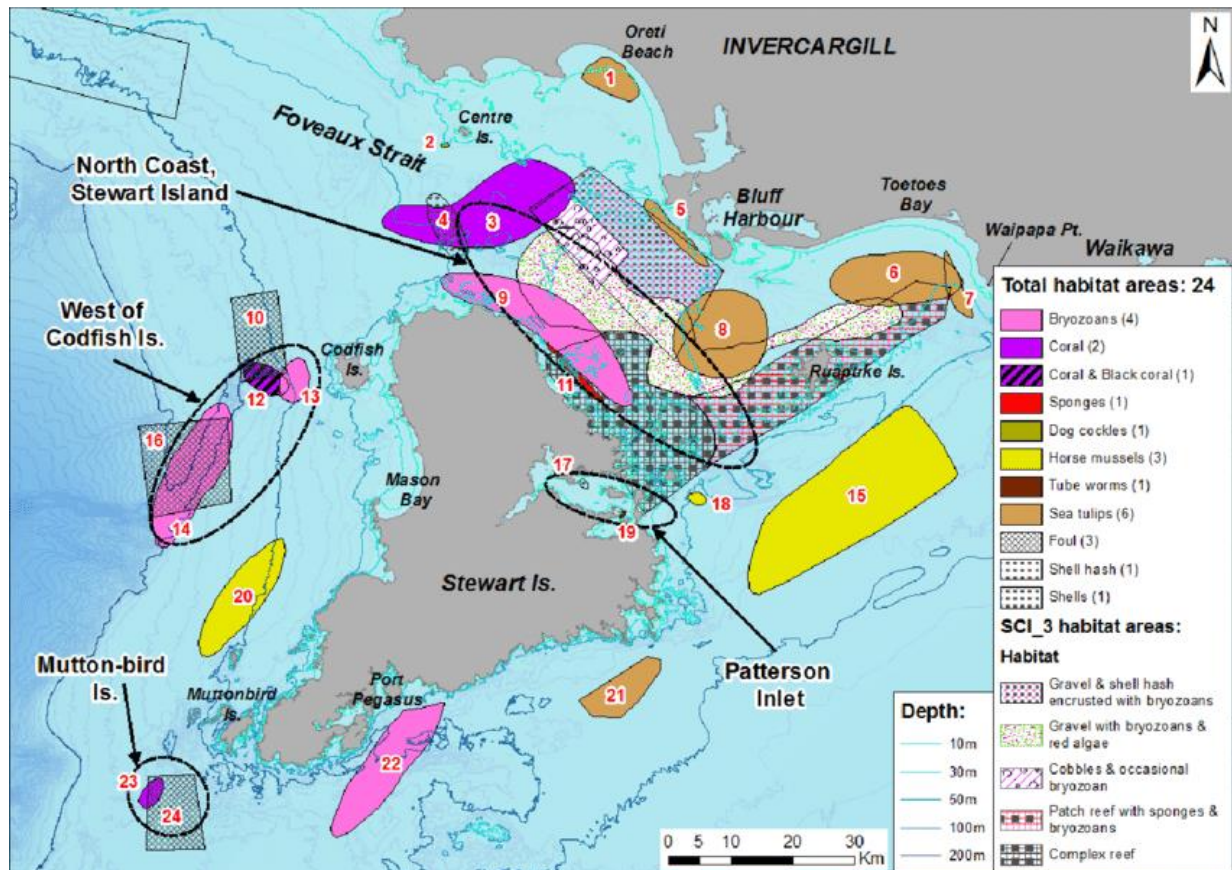 Oreti
Beach
INVERCARGILL
N
1
Centre
Is.
2
Foveaux Strait
North Coast,
Stewart Island
4
3
5
Bluff
Harbour
Toetoes
Bay
Waipapa Pt.
Waikawa
6
7
9
8
West of
Codfish Is.
10
Codfish
Is.
12
13
11
Ruapuke Is.
16
14
Mason
Bay
17
18
15
19
20
Stewart Is.
Patterson
Inlet
Mutton-bird
Is.
Muttonbird
Is.
Port
Pegasus
21
22
23
24
Total habitat areas: 24
Bryozoans (4)
Coral (2)
Coral & Black coral (1)
Sponges (1)
Dog cockles (1)
Horse mussels (3)
Tube worms (1)
Sea tulips (6)
Foul (3)
Shell hash (1)
Shells (1)
SCI_3 habitat areas:
Habitat
Gravel & shell hash
encrusted with bryozoans
Gravel with bryozoans &
red algae
Cobbles & occasional
bryozoan
Patch reef with sponges &
bryozoans
Complex reef
Depth:
10m
30m
50m
100m
200m
0 5 10 20 30
Km